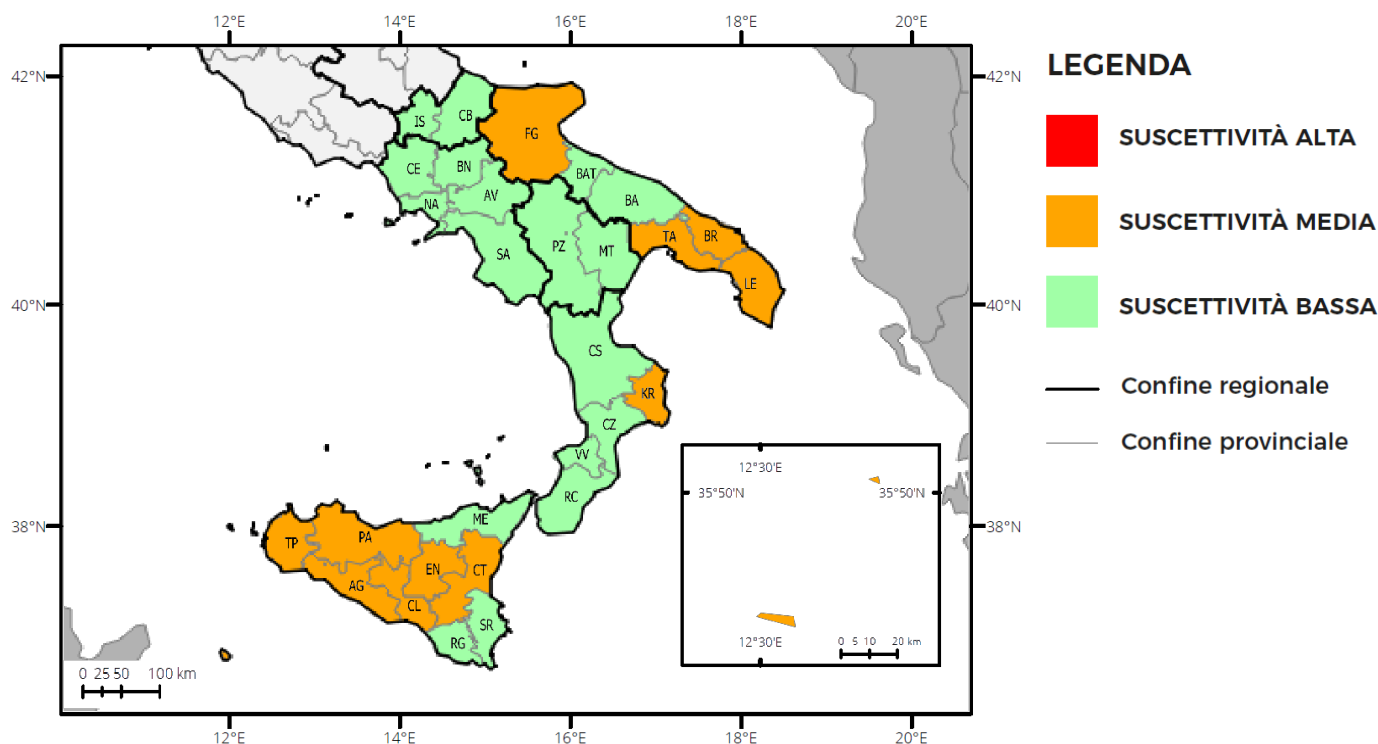 12°E 14°E 16°E 18°E 20°E
42°N 42°N
40°N 40°N
38°N 38°N
IS CB FG
CE BN BAT
NA AV BA
SA PZ MT TA BR
LE
CS
KR
CZ
VV
RC
ME
TP PA
AG EN CT
CL
SR
RG
12°30'E
35°50'N 35°50'N
12°30'E
0 5 10 20 km
0 25 50 100 km
12°E 14°E 16°E 18°E 20°E
LEGENDA
SUSCETTIVITÀ ALTA
SUSCETTIVITÀ MEDIA
SUSCETTIVITÀ BASSA
Confine regionale
Confine provinciale